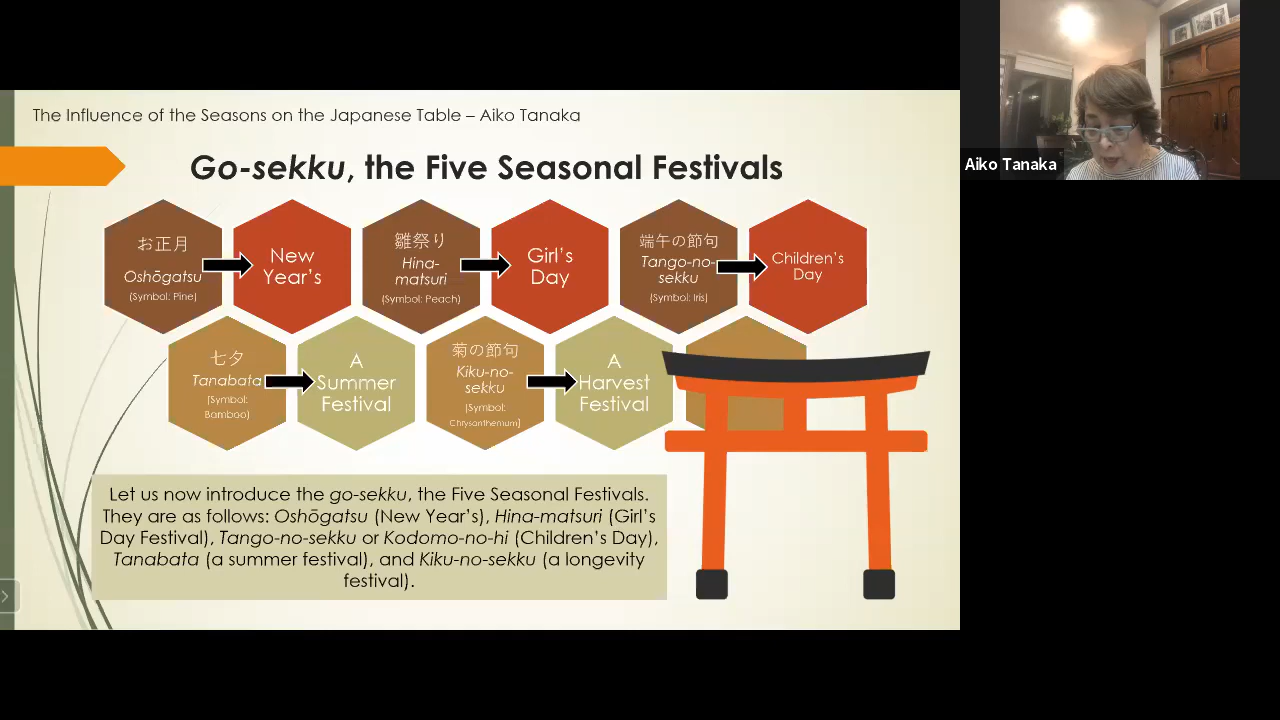 The Influence of the Seasons on the Japanese Table – Aiko Tanaka
Go-sekku, the Five Seasonal Festivals
お正月
Oshōgatsu
(Symbol: Pine)
New
Year's
雛祭り
Hina-
matsuri
(Symbol: Peach)
Girl's
Day
端午の節句
Tango-no-
sekku
(Symbol: Iris)
Children's
Day
七夕
Tanabata
(Symbol:
Bamboo)
A
Summer
Festival
菊の節句
Kiku-no-
sekku
(Symbol:
Chrysanthemum)
A
Harvest
Festival
Let us now introduce the go-sekku, the Five Seasonal Festivals.
They are as follows: Oshōgatsu (New Year's), Hina-matsuri (Girl's
Day Festival), Tango-no-sekku or Kodomo-no-hi (Children's Day),
Tanabata (a summer festival), and Kiku-no-sekku (a longevity
festival).
Aiko Tanaka